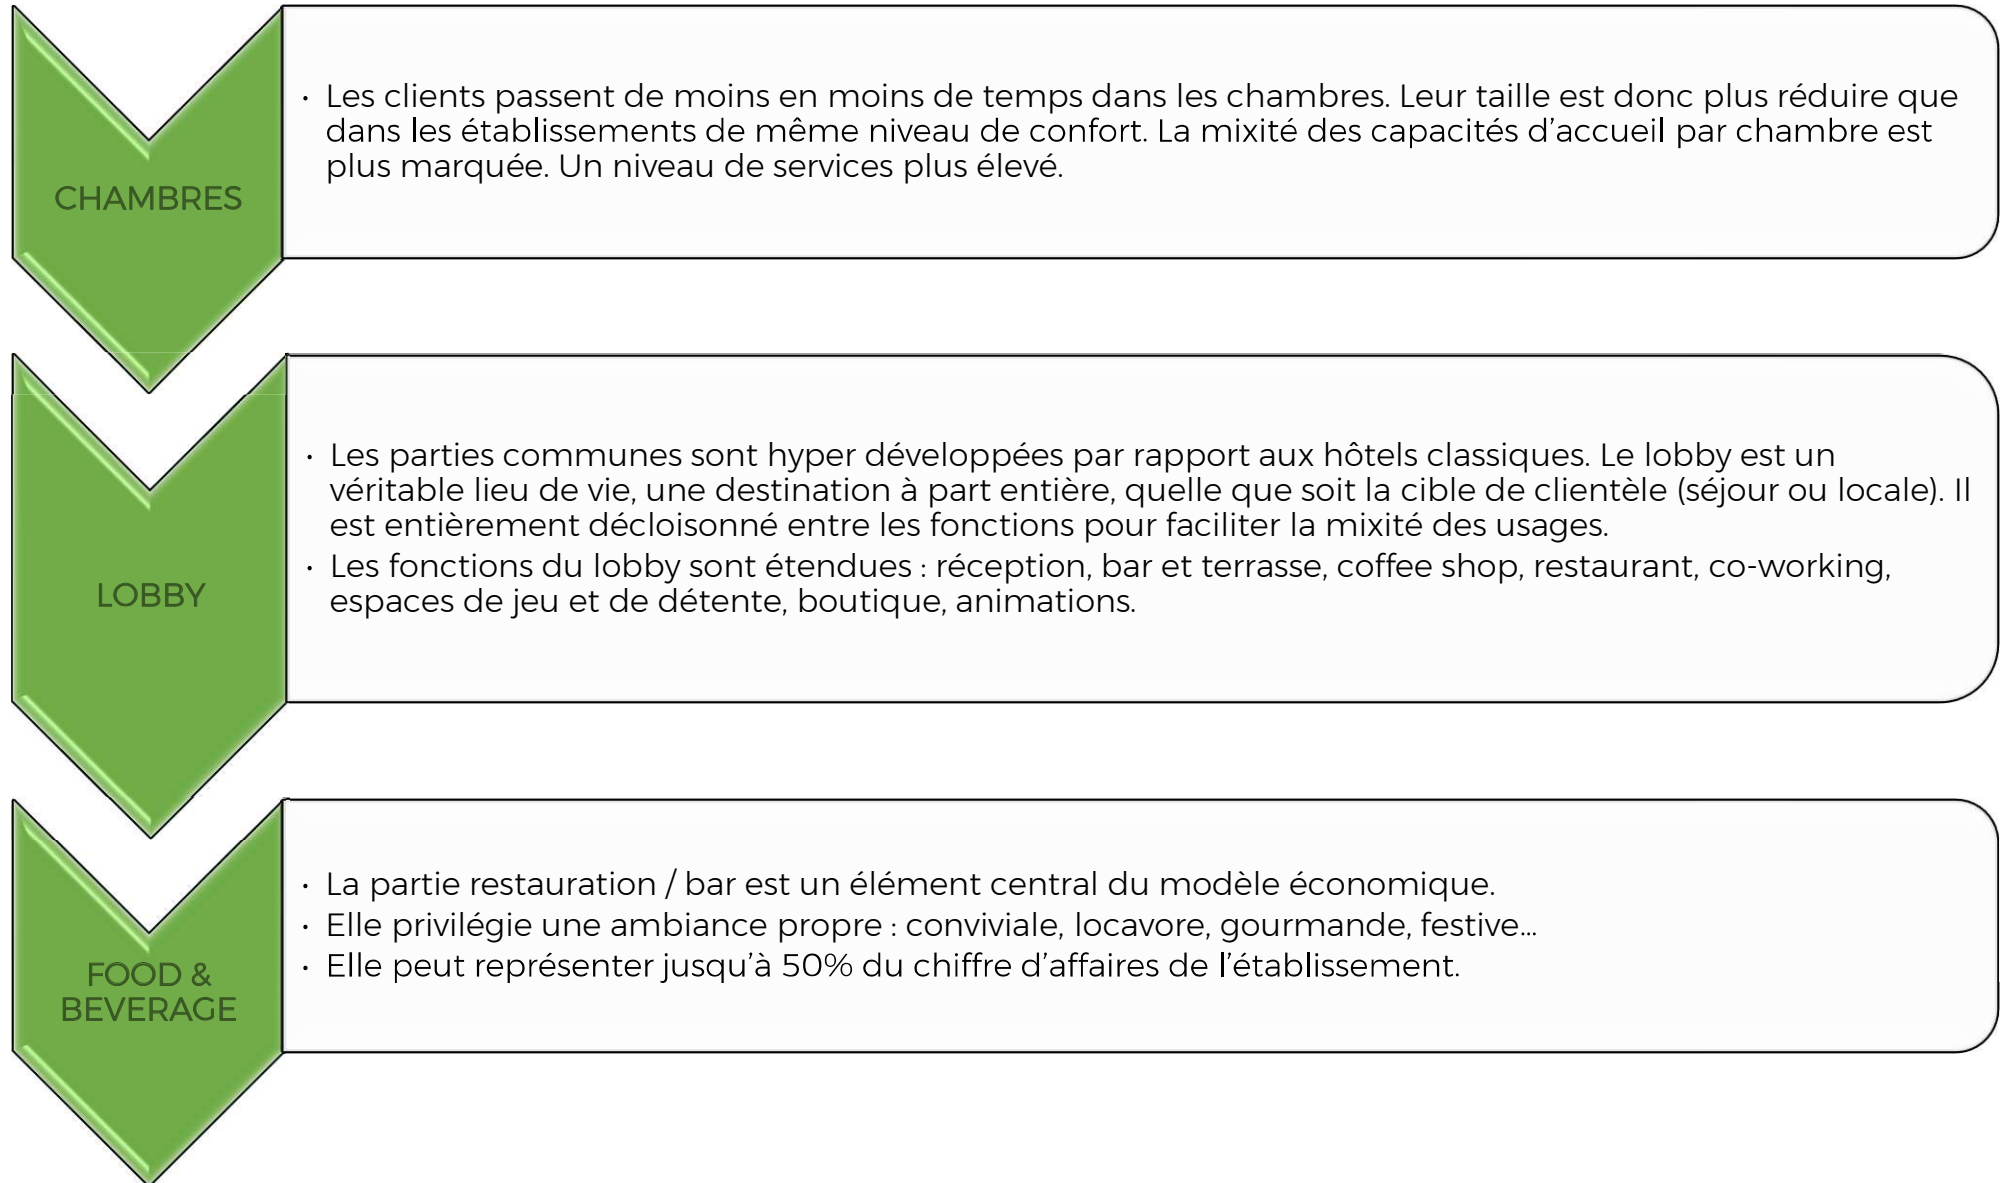 CHAMBRES
· Les clients passent de moins en moins de temps dans les chambres. Leur taille est donc plus réduire que
dans les établissements de même niveau de confort. La mixité des capacités d'accueil par chambre est
plus marquée. Un niveau de services plus élevé.
LOBBY
· Les parties communes sont hyper développées par rapport aux hôtels classiques. Le lobby est un
véritable lieu de vie, une destination à part entière, quelle que soit la cible de clientèle (séjour ou locale). Il
est entièrement décloisonné entre les fonctions pour faciliter la mixité des usages.
· Les fonctions du lobby sont étendues : réception, bar et terrasse, coffee shop, restaurant, co-working,
espaces de jeu et de détente, boutique, animations.
FOOD &
BEVERAGE
· La partie restauration / bar est un élément central du modèle économique.
· Elle privilégie une ambiance propre : conviviale, locavore, gourmande, festive…
· Elle peut représenter jusqu'à 50% du chiffre d'affaires de l'établissement.